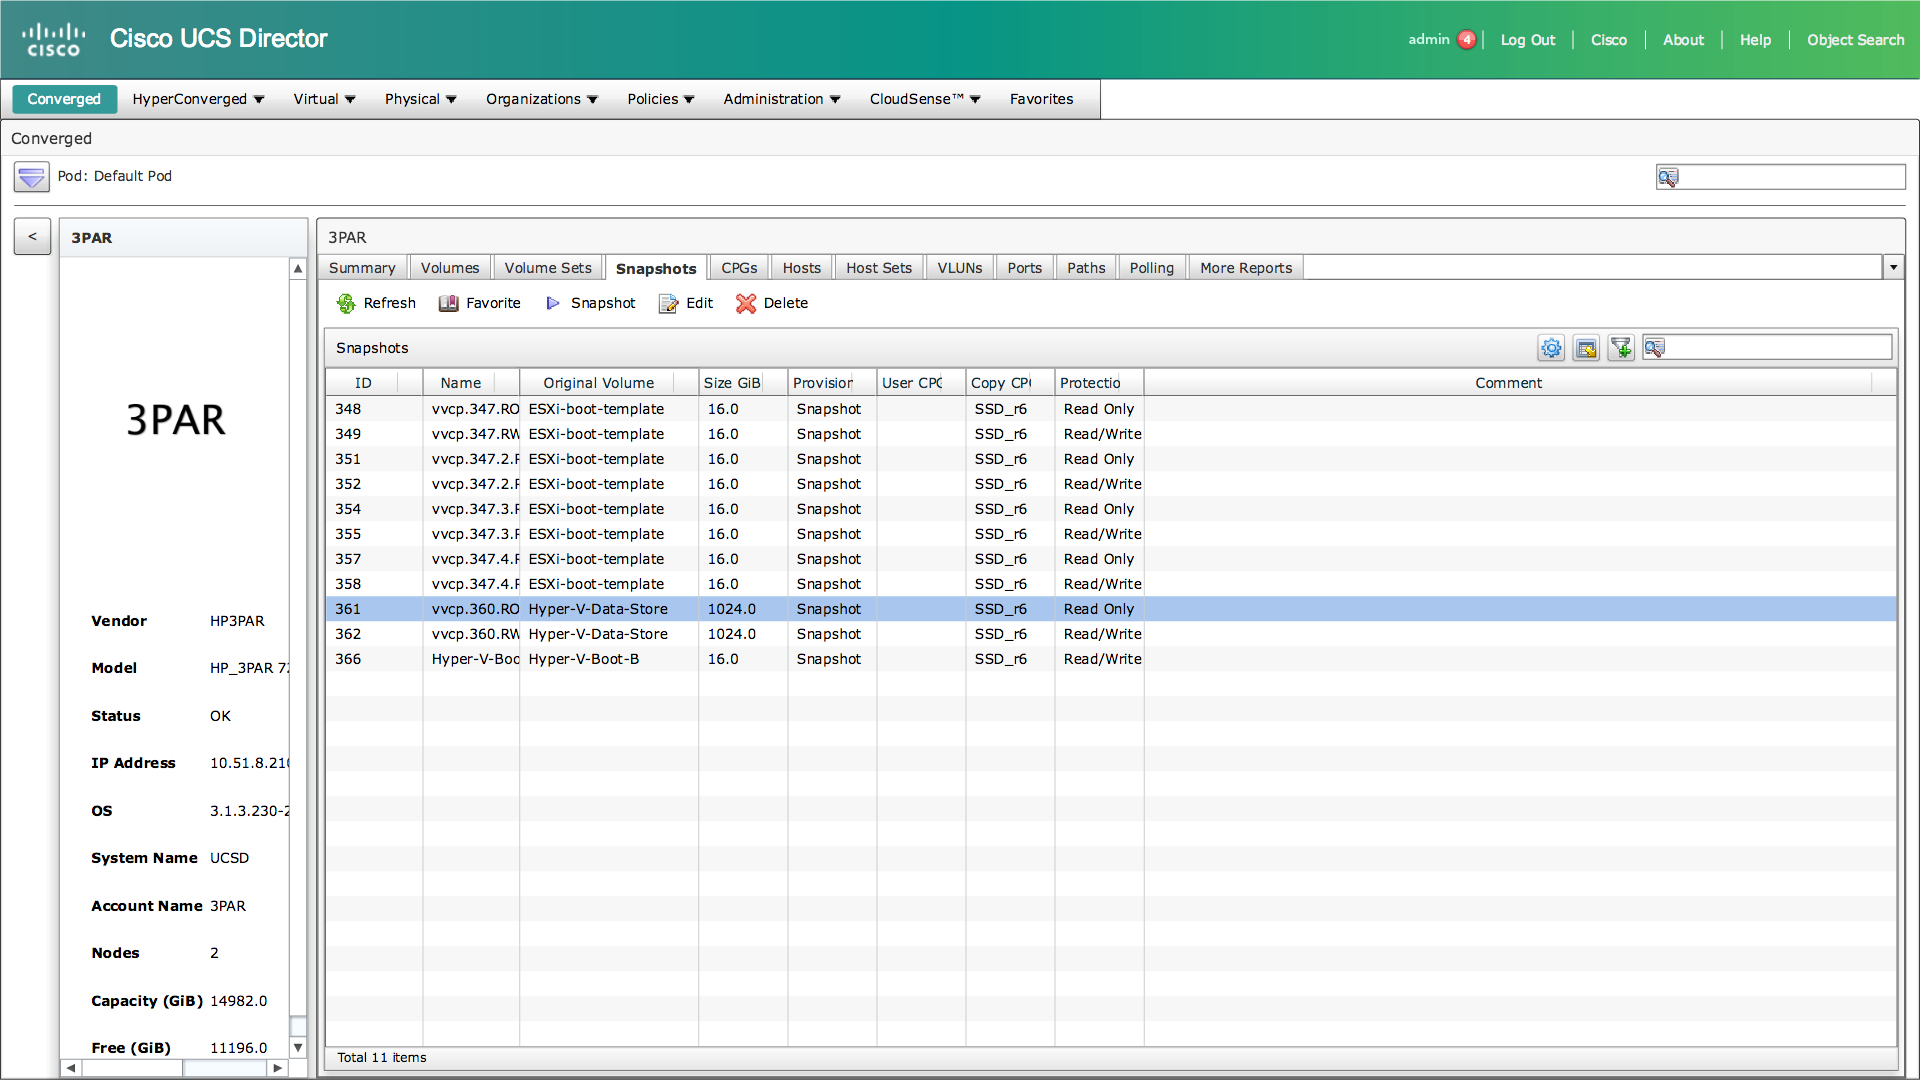 cisco
Cisco UCS Director
admin 4 Log Out Cisco About Help Object Search
Converged HyperConverged Virtual Physical Organizations Policies Administration CloudSense™ Favorites
Converged
Pod: Default Pod
<
3PAR
3PAR
Vendor HP3PAR
Model HP_3PAR 72
Status OK
IP Address 10.51.8.210
OS 3.1.3.230-2
System Name UCSD
Account Name 3PAR
Nodes 2
Capacity (GiB) 14982.0
Free (GiB) 11196.0
3PAR
Summary Volumes Volume Sets Snapshots CPGs Hosts Host Sets VLUNs Ports Paths Polling More Reports
Refresh Favorite Snapshot Edit Delete
Snapshots
ID Name Original Volume Size GiB Provision User CPG Copy CPG Protectio Comment
348 vvcp.347.RO ESXi-boot-template 16.0 Snapshot SSD_r6 Read Only
349 vvcp.347.RW ESXi-boot-template 16.0 Snapshot SSD_r6 Read/Write
351 vvcp.347.2.R ESXi-boot-template 16.0 Snapshot SSD_r6 Read Only
352 vvcp.347.2.R ESXi-boot-template 16.0 Snapshot SSD_r6 Read/Write
354 vvcp.347.3.R ESXi-boot-template 16.0 Snapshot SSD_r6 Read Only
355 vvcp.347.3.R ESXi-boot-template 16.0 Snapshot SSD_r6 Read/Write
357 vvcp.347.4.R ESXi-boot-template 16.0 Snapshot SSD_r6 Read Only
358 vvcp.347.4.R ESXi-boot-template 16.0 Snapshot SSD_r6 Read/Write
361 vvcp.360.RO Hyper-V-Data-Store 1024.0 Snapshot SSD_r6 Read Only
362 vvcp.360.RW Hyper-V-Data-Store 1024.0 Snapshot SSD_r6 Read/Write
366 Hyper-V-Boo Hyper-V-Boot-B 16.0 Snapshot SSD_r6 Read/Write
Total 11 items